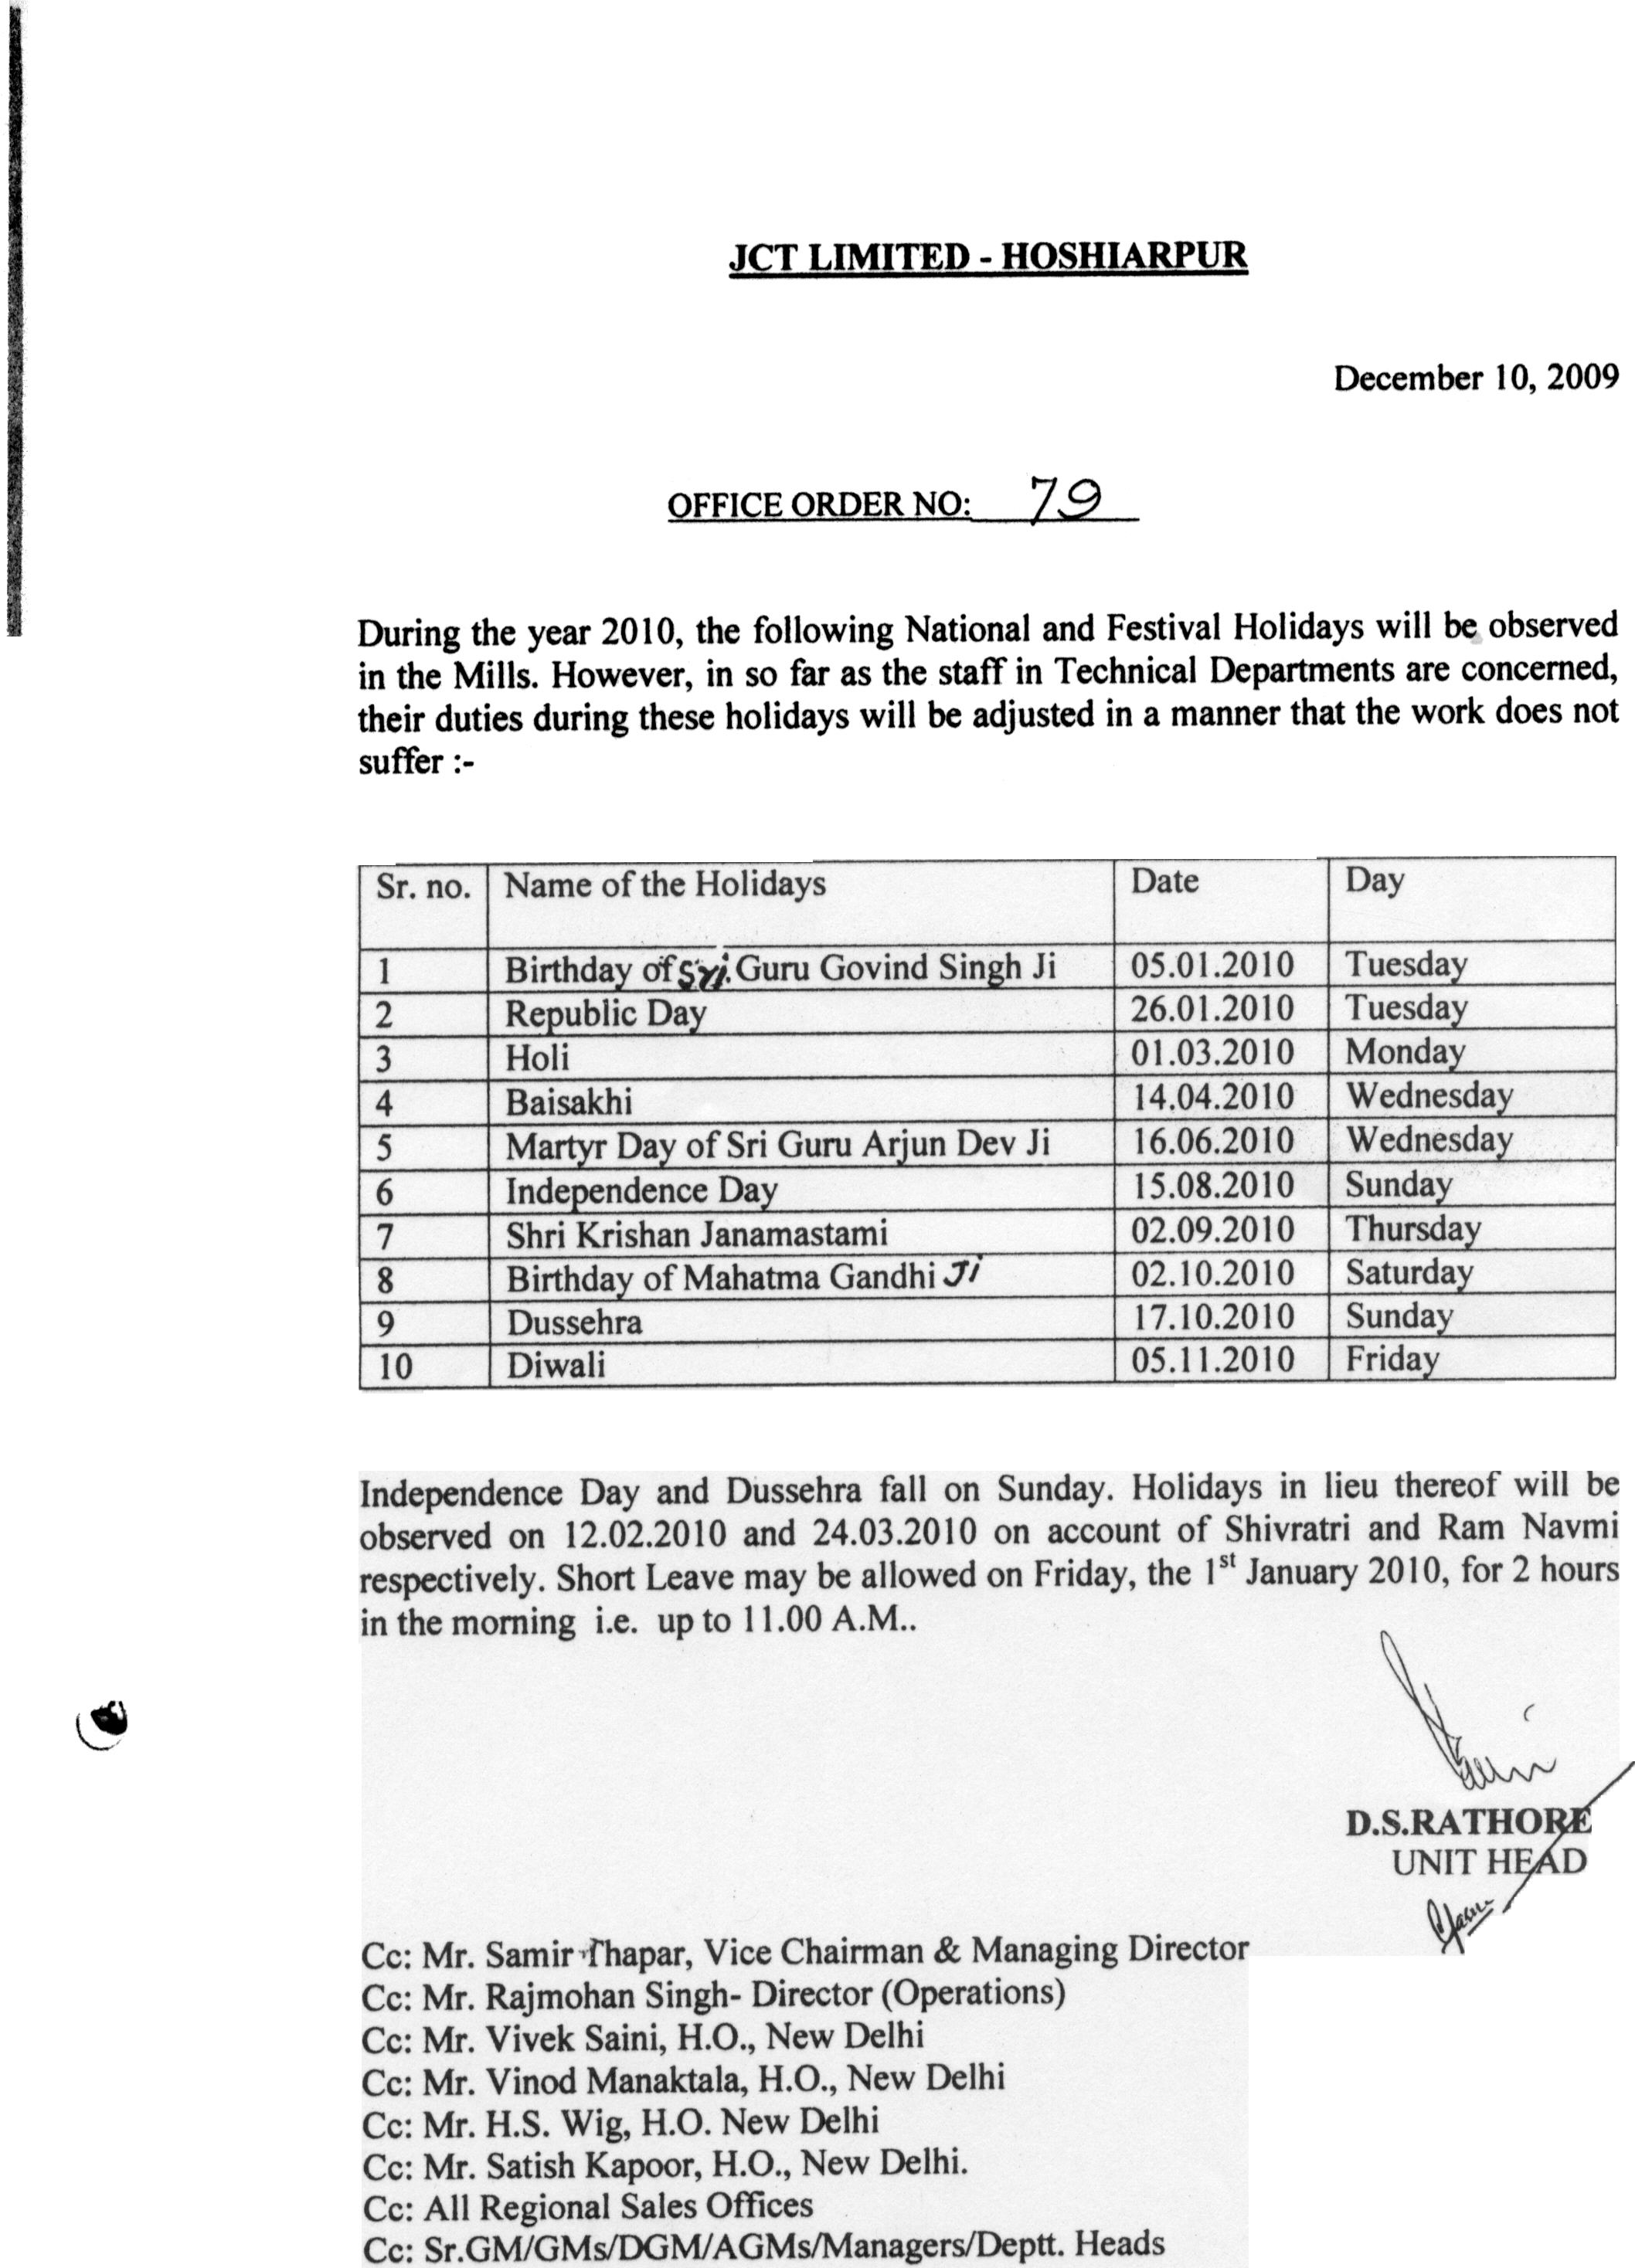 JCT LIMITED - HOSHIARPUR
December 10, 2009
OFFICE ORDER NO: 79
During the year 2010, the following National and Festival Holidays will be observed
in the Mills. However, in so far as the staff in Technical Departments are concerned,
their duties during these holidays will be adjusted in a manner that the work does not
suffer :-
Sr. no. Name of the Holidays Date Day
1 Birthday of Sri. Guru Govind Singh Ji 05.01.2010 Tuesday
2 Republic Day 26.01.2010 Tuesday
3 Holi 01.03.2010 Monday
4 Baisakhi 14.04.2010 Wednesday
5 Martyr Day of Sri Guru Arjun Dev Ji 16.06.2010 Wednesday
6 Independence Day 15.08.2010 Sunday
7 Shri Krishan Janamastami 02.09.2010 Thursday
8 Birthday of Mahatma Gandhi Ji 02.10.2010 Saturday
9 Dussehra 17.10.2010 Sunday
10 Diwali 05.11.2010 Friday
Independence Day and Dussehra fall on Sunday. Holidays in lieu thereof will be
observed on 12.02.2010 and 24.03.2010 on account of Shivratri and Ram Navmi
respectively. Short Leave may be allowed on Friday, the 1st January 2010, for 2 hours
in the morning i.e. up to 11.00 A.M..
D.S.RATHORE
UNIT HEAD
Cc: Mr. Samir Thapar, Vice Chairman & Managing Director
Cc: Mr. Rajmohan Singh- Director (Operations)
Cc: Mr. Vivek Saini, H.O., New Delhi
Cc: Mr. Vinod Manaktala, H.O., New Delhi
Cc: Mr. H.S. Wig, H.O. New Delhi
Cc: Mr. Satish Kapoor, H.O., New Delhi.
Cc: All Regional Sales Offices
Cc: Sr.GM/GMs/DGM/AGMs/Managers/Deptt. Heads